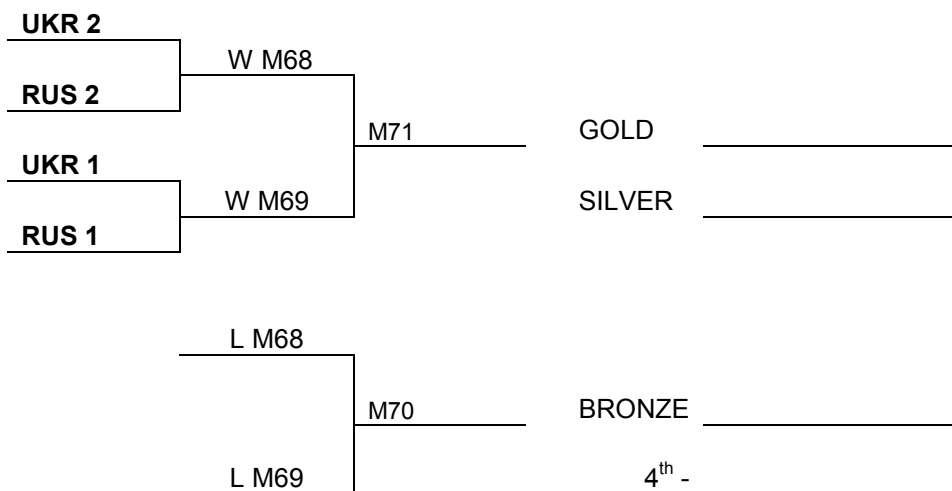 UKR 2
W M68
RUS 2
M71 GOLD
UKR 1
W M69 SILVER
RUS 1
L M68
M70 BRONZE
L M69 4th -